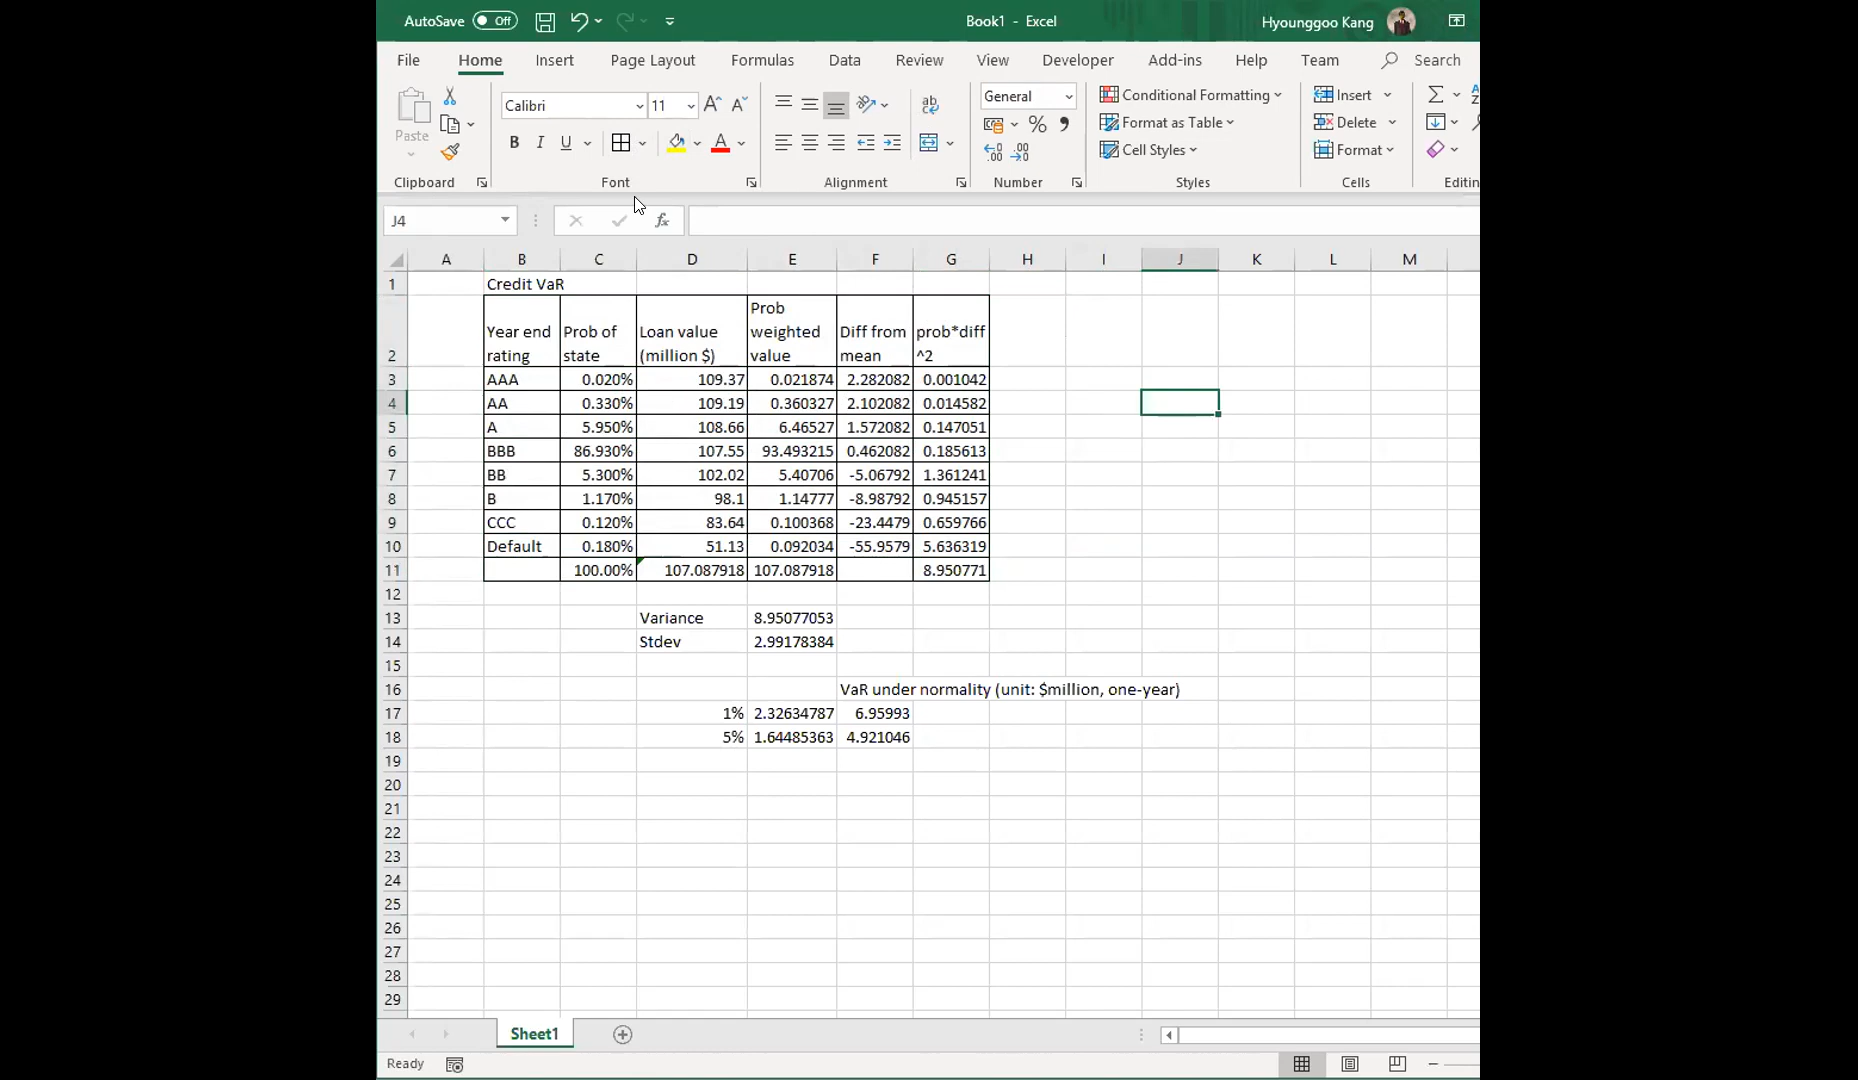 AutoSave Off Book1 - Excel Hyounggoo Kang
File Home Insert Page Layout Formulas Data Review View Developer Add-ins Help Team Search
Paste Calibri 11 General Conditional Formatting Insert
B I U Format as Table Delete
Cell Styles Format
Clipboard Font Alignment Number Styles Cells Editin
J4 fx
A B C D E F G H I J K L M
1 Credit VaR
2 Year end rating Prob of state Loan value (million $) Prob weighted value Diff from mean prob*diff ^2
3 AAA 0.020% 109.37 0.021874 2.282082 0.001042
4 AA 0.330% 109.19 0.360327 2.102082 0.014582
5 A 5.950% 108.66 6.46527 1.572082 0.147051
6 BBB 86.930% 107.55 93.493215 0.462082 0.185613
7 BB 5.300% 102.02 5.40706 -5.06792 1.361241
8 B 1.170% 98.1 1.14777 -8.98792 0.945157
9 CCC 0.120% 83.64 0.100368 -23.4479 0.659766
10 Default 0.180% 51.13 0.092034 -55.9579 5.636319
11 100.00% 107.087918 107.087918 8.950771
12
13 Variance 8.95077053
14 Stdev 2.99178384
15
16 VaR under normality (unit: $million, one-year)
17 1% 2.32634787 6.95993
18 5% 1.64485363 4.921046
19
20
21
22
23
24
25
26
27
28
29
Sheet1
Ready